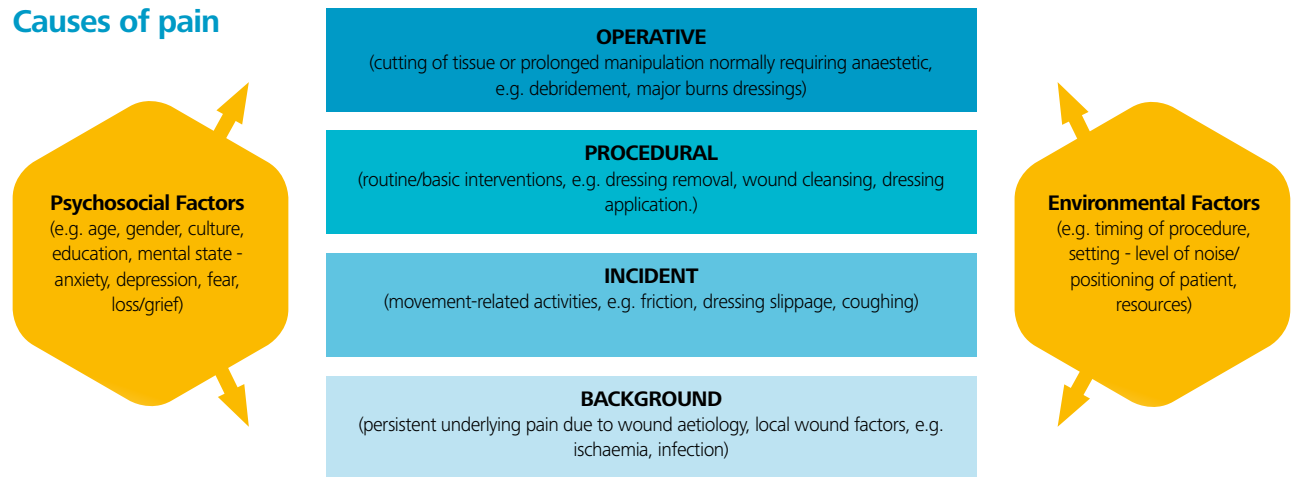 Causes of pain
OPERATIVE
(cutting of tissue or prolonged manipulation normally requiring anaestetic,
e.g. debridement, major burns dressings)
PROCEDURAL
(routine/basic interventions, e.g. dressing removal, wound cleansing, dressing
application.)
Psychosocial Factors
(e.g. age, gender, culture,
education, mental state -
anxiety, depression, fear,
loss/grief)
Environmental Factors
(e.g. timing of procedure,
setting - level of noise/
positioning of patient,
resources)
INCIDENT
(movement-related activities, e.g. friction, dressing slippage, coughing)
BACKGROUND
(persistent underlying pain due to wound aetiology, local wound factors, e.g.
ischaemia, infection)